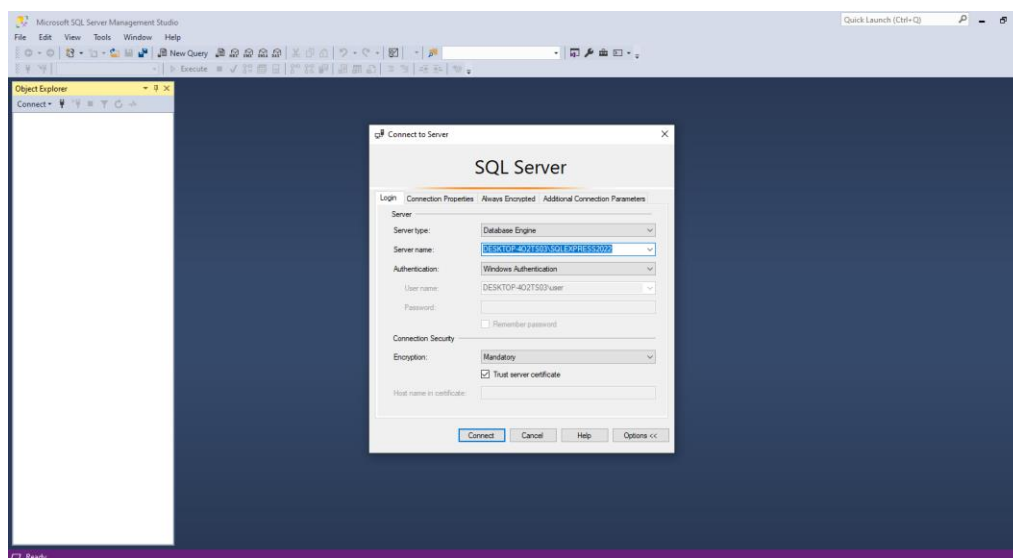 Microsoft SQL Server Management Studio
Quick Launch (Ctrl+Q)
File Edit View Tools Window Help
New Query
Execute
Object Explorer
Connect
Connect to Server
SQL Server
Login Connection Properties Always Encrypted Additional Connection Parameters
Server
Server type: Database Engine
Server name: DESKTOP-4O2TS03\SQLEXPRESS2022
Authentication: Windows Authentication
User name: DESKTOP-4O2TS03\user
Password:
Remember password
Connection Security
Encryption: Mandatory
Trust server certificate
Host name in certificate:
Connect Cancel Help Options <<
Ready